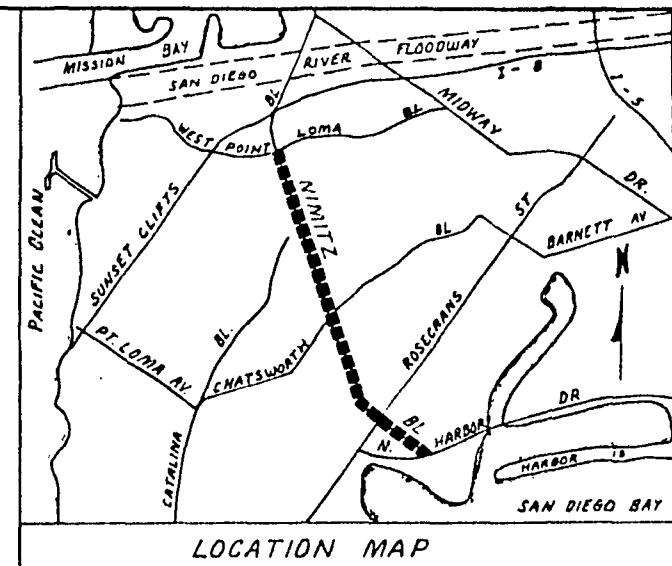 MISSION BAY
SAN DIEGO RIVER FLOODWAY
I-8
I-5
BL
MIDWAY DR.
WEST POINT LOMA BL
NIMITZ BL
SUNSET CLIFFS
PACIFIC OCEAN
ST
ROSECRANS
BARNETT AV
N
BL
CHATSWORTH
PT. LOMA AV.
BL.
CATALINA
N. HARBOR DR
HARBOR IS
SAN DIEGO BAY
LOCATION MAP